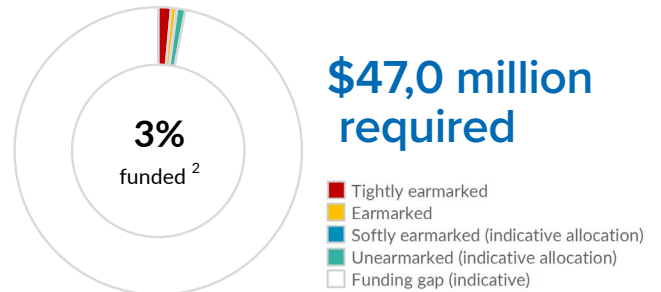 $47,0 million
required
3%
funded 2
Tightly earmarked
Earmarked
Softly earmarked (indicative allocation)
Unearmarked (indicative allocation)
Funding gap (indicative)